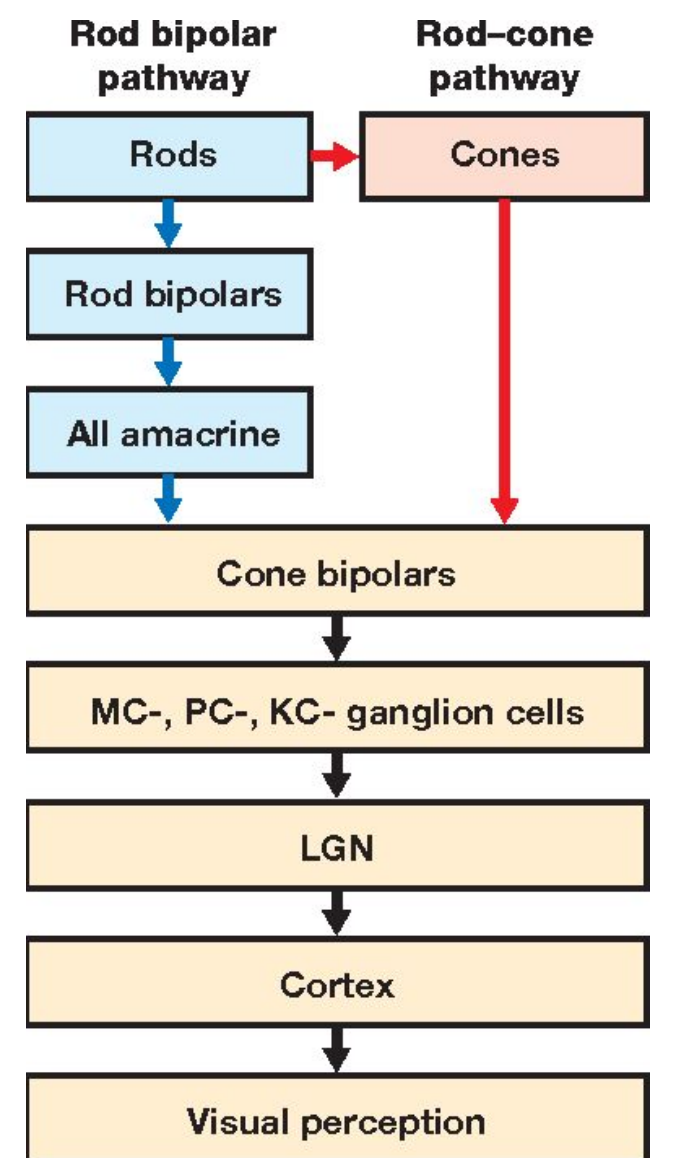 Rod bipolar
pathway
Rod–cone
pathway
Rods
Cones
Rod bipolars
All amacrine
Cone bipolars
MC-, PC-, KC- ganglion cells
LGN
Cortex
Visual perception